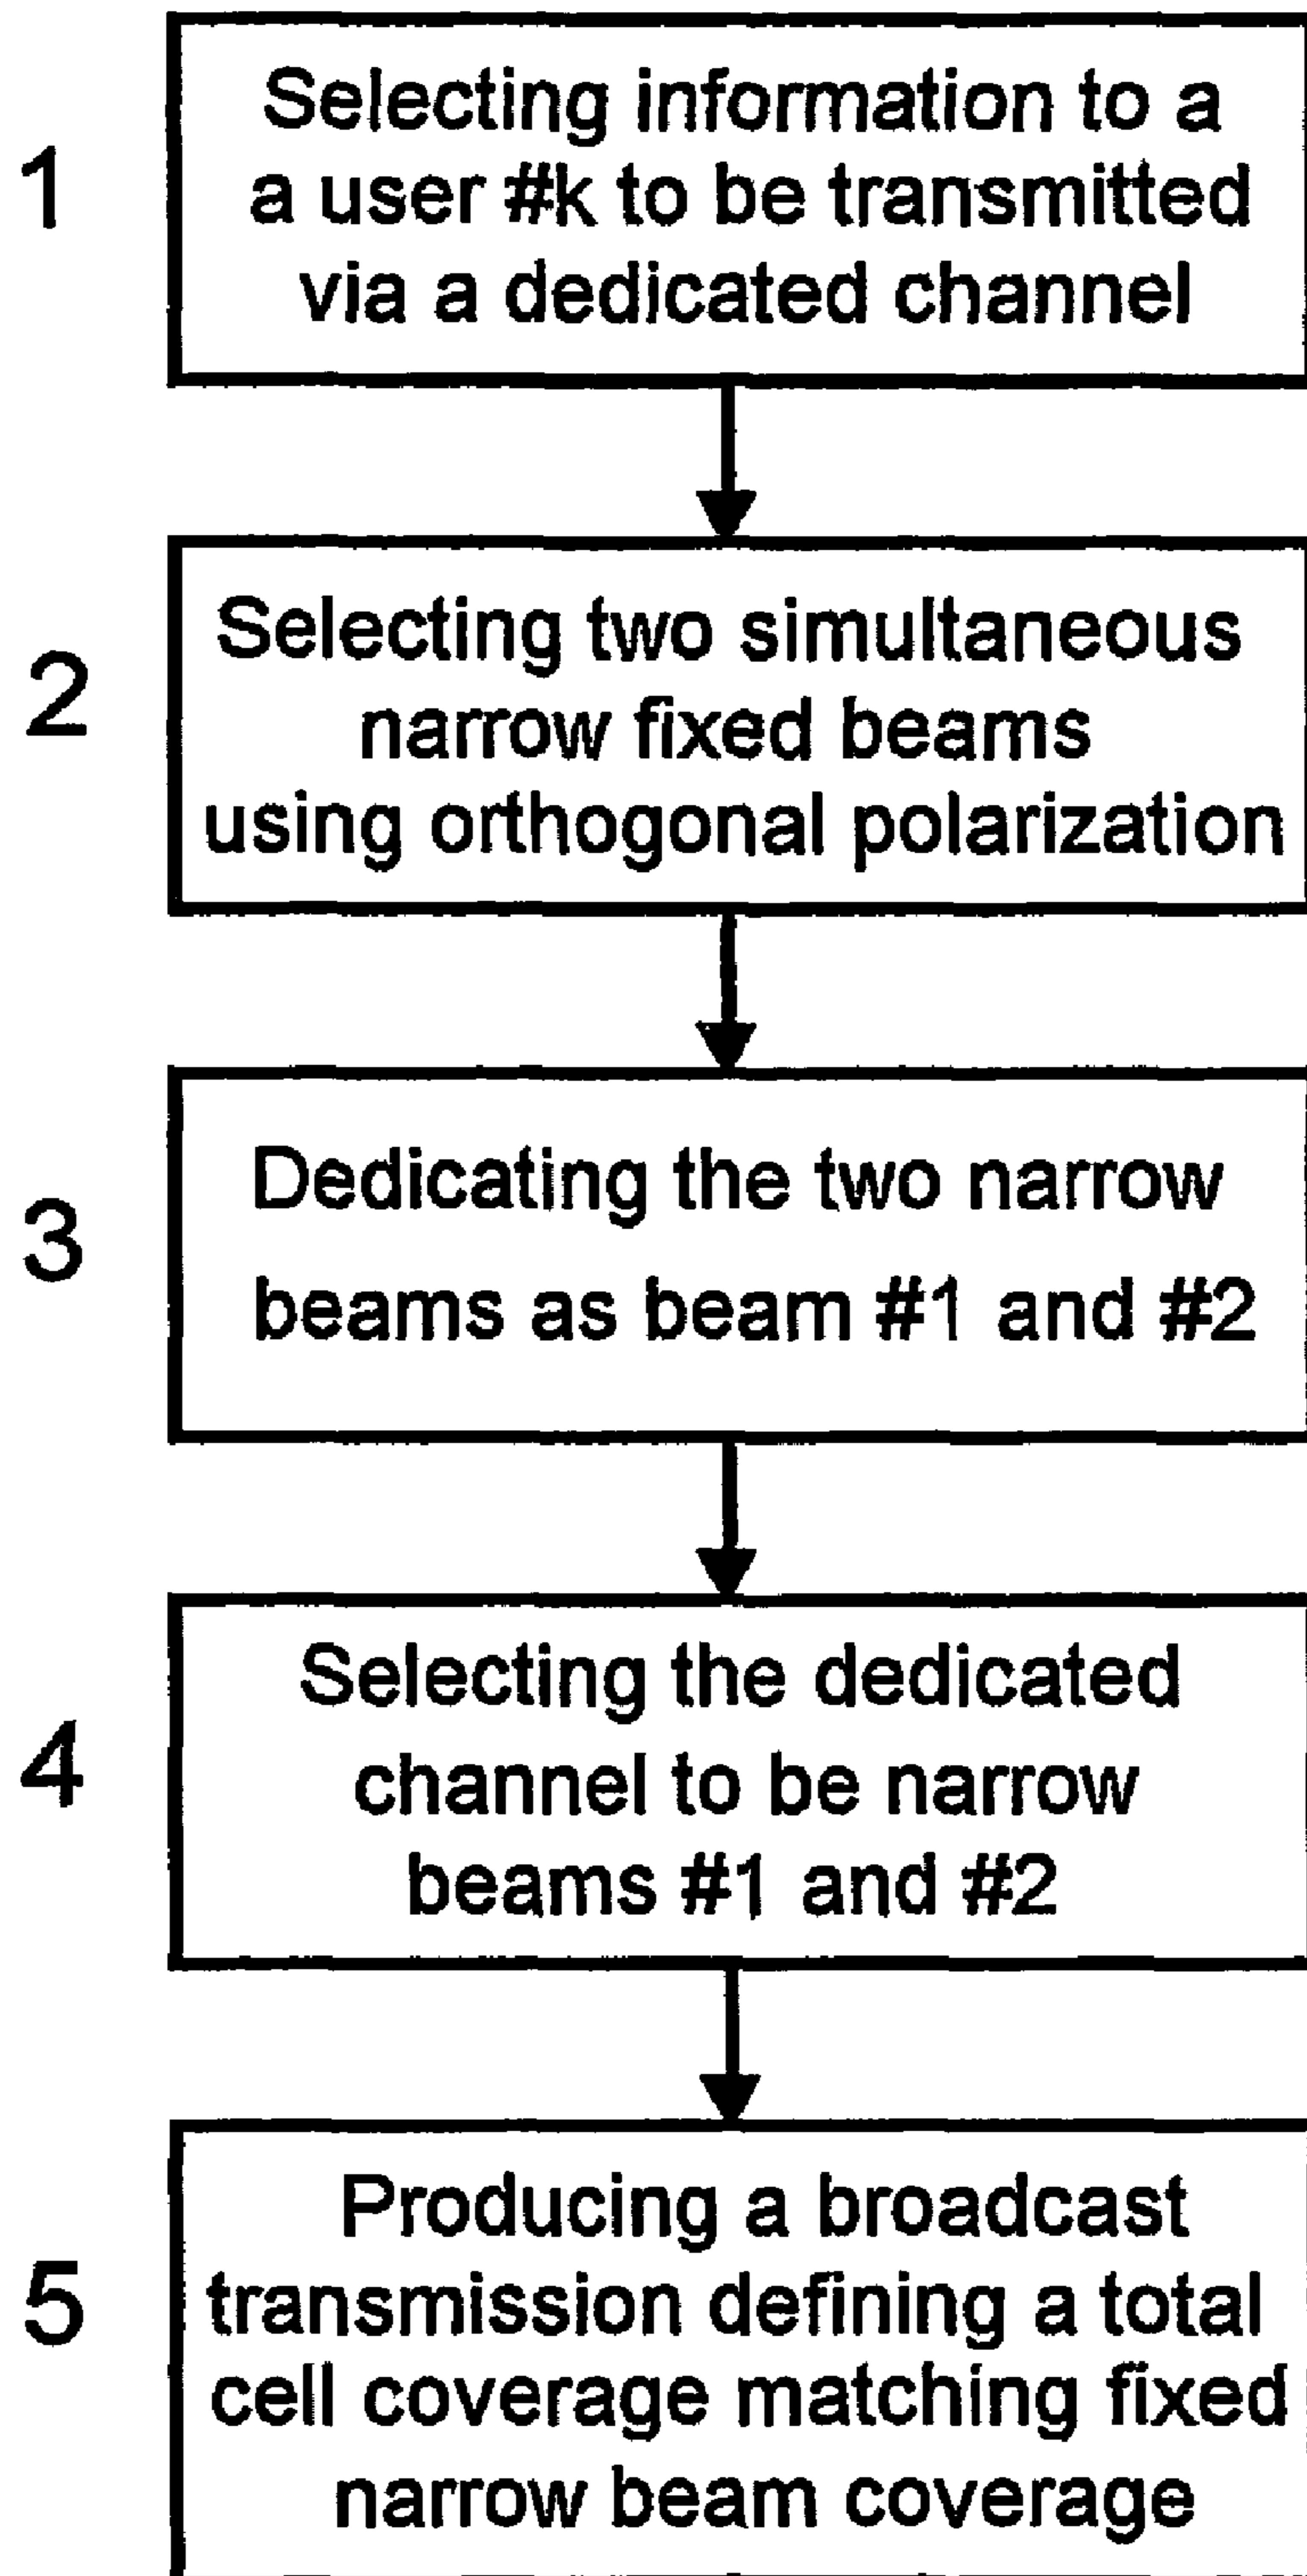 1
Selecting information to a
a user #k to be transmitted
via a dedicated channel
2
Selecting two simultaneous
narrow fixed beams
using orthogonal polarization
3
Dedicating the two narrow
beams as beam #1 and #2
4
Selecting the dedicated
channel to be narrow
beams #1 and #2
5
Producing a broadcast
transmission defining a total
cell coverage matching fixed
narrow beam coverage